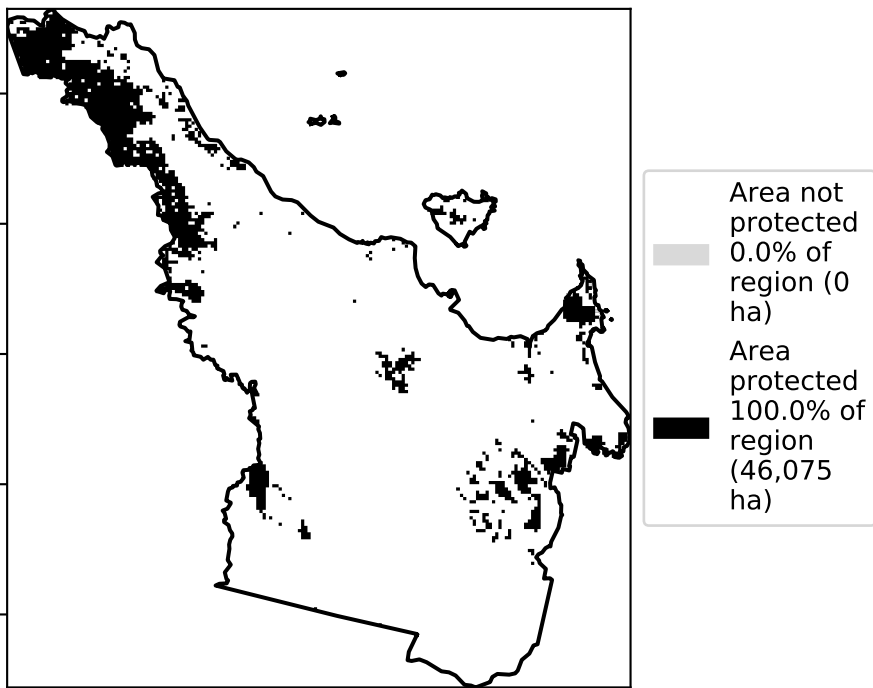 Area not
protected
0.0% of
region (0
ha)
Area
protected
100.0% of
region
(46,075
ha)